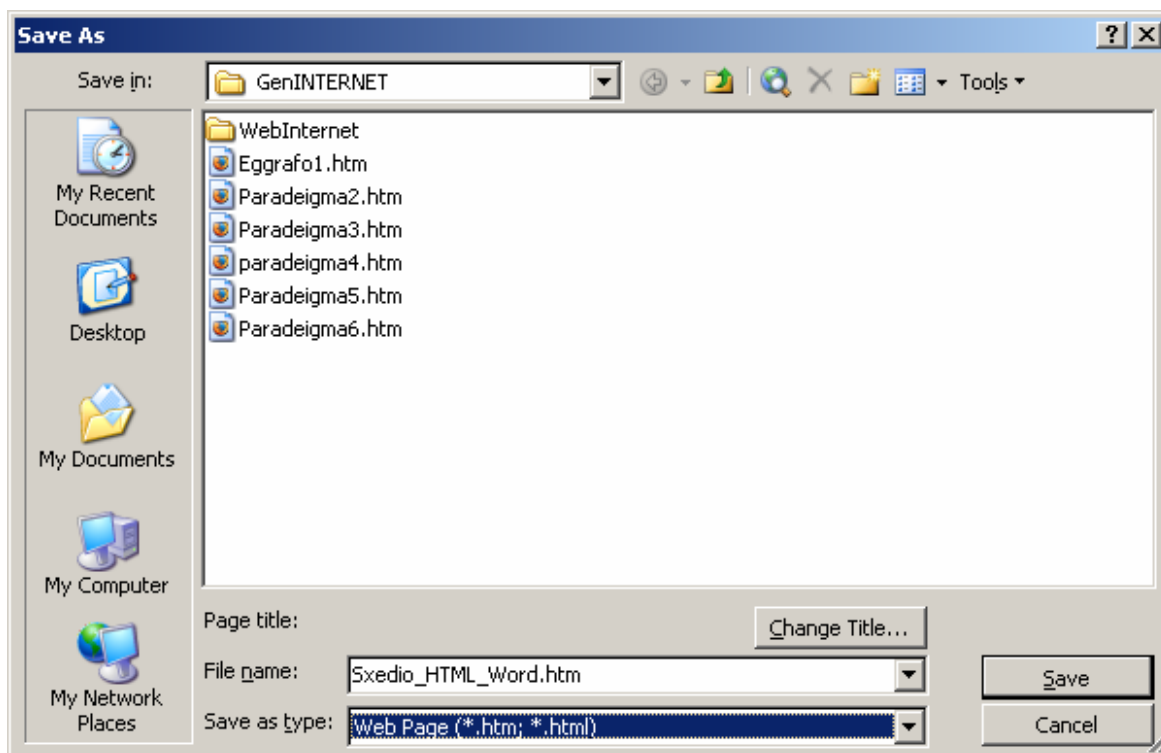 Save As
Save in:
GenINTERNET
Tools
My Recent
Documents
Desktop
My Documents
My Computer
My Network
Places
WebInternet
Eggrafo1.htm
Paradeigma2.htm
Paradeigma3.htm
paradeigma4.htm
Paradeigma5.htm
Paradeigma6.htm
Page title:
Change Title...
File name:
Sxedio_HTML_Word.htm
Save
Save as type:
Web Page (*.htm; *.html)
Cancel